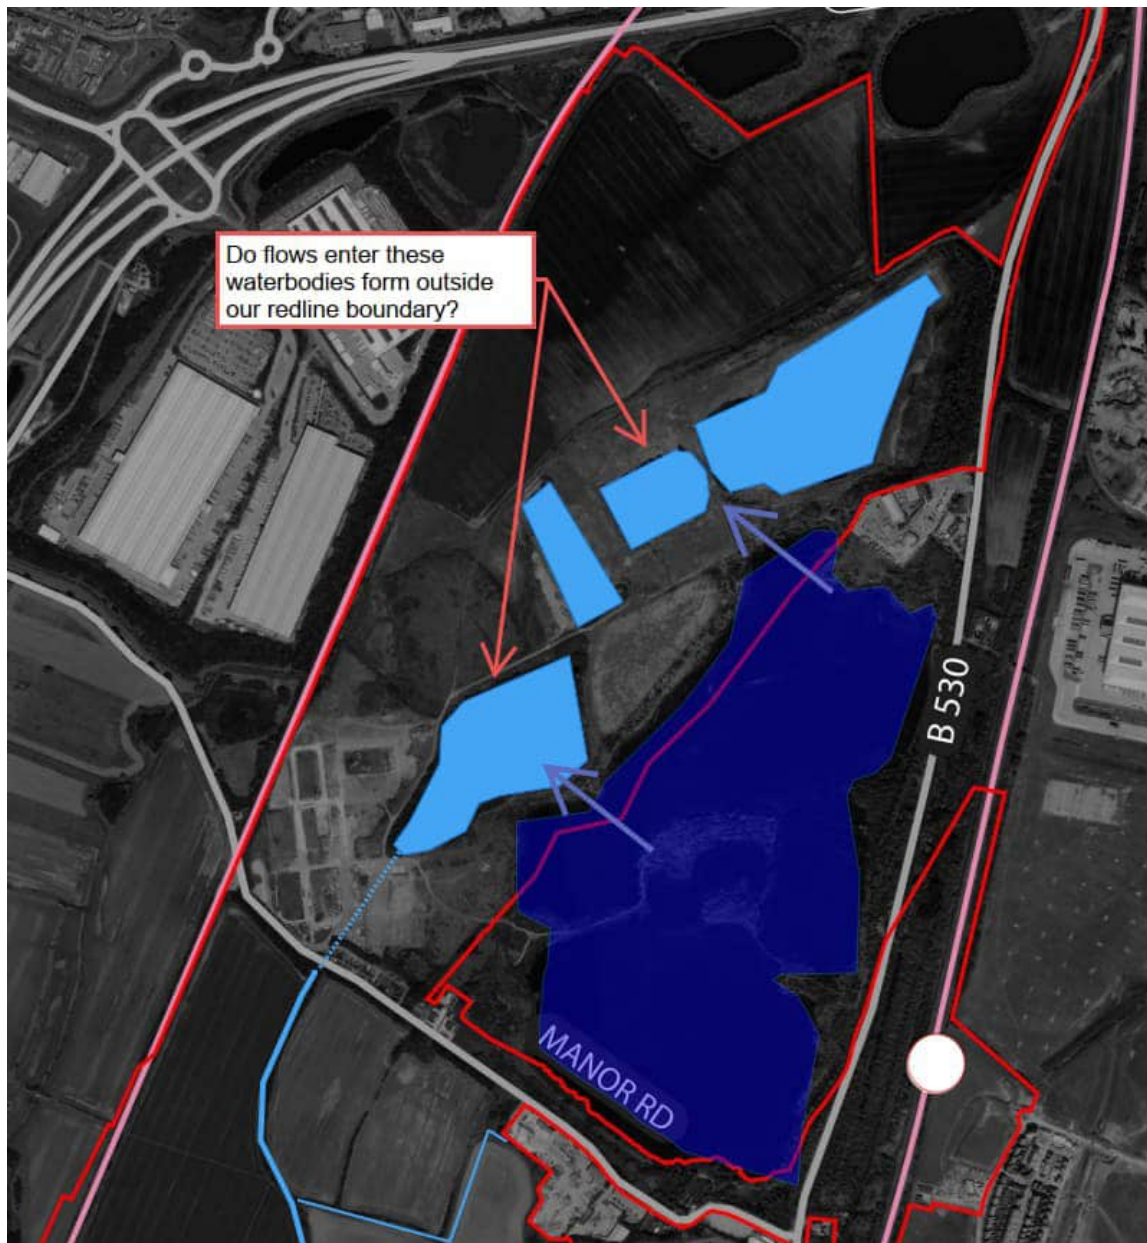 Do flows enter these
waterbodies form outside
our redline boundary?
B 530
MANOR RD